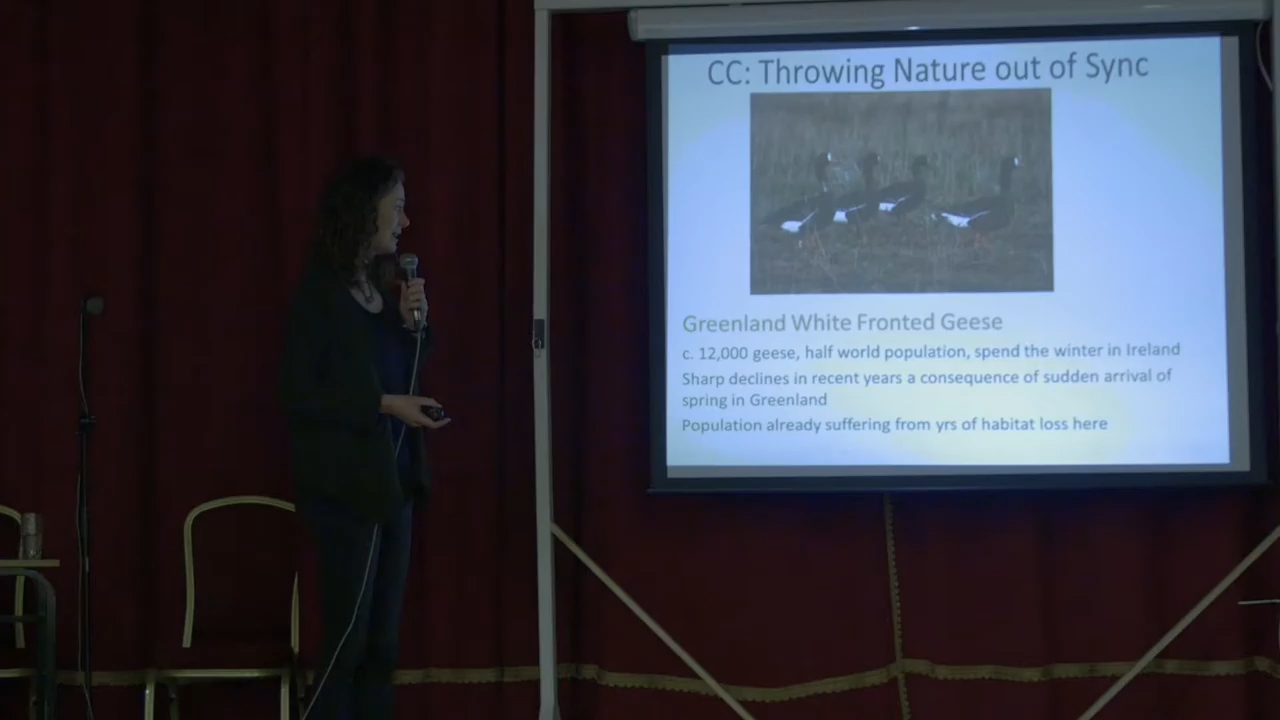 CC: Throwing Nature out of Sync
Greenland White Fronted Geese
c. 12,000 geese, half world population, spend the winter in Ireland
Sharp declines in recent years a consequence of sudden arrival of
spring in Greenland
Population already suffering from yrs of habitat loss here